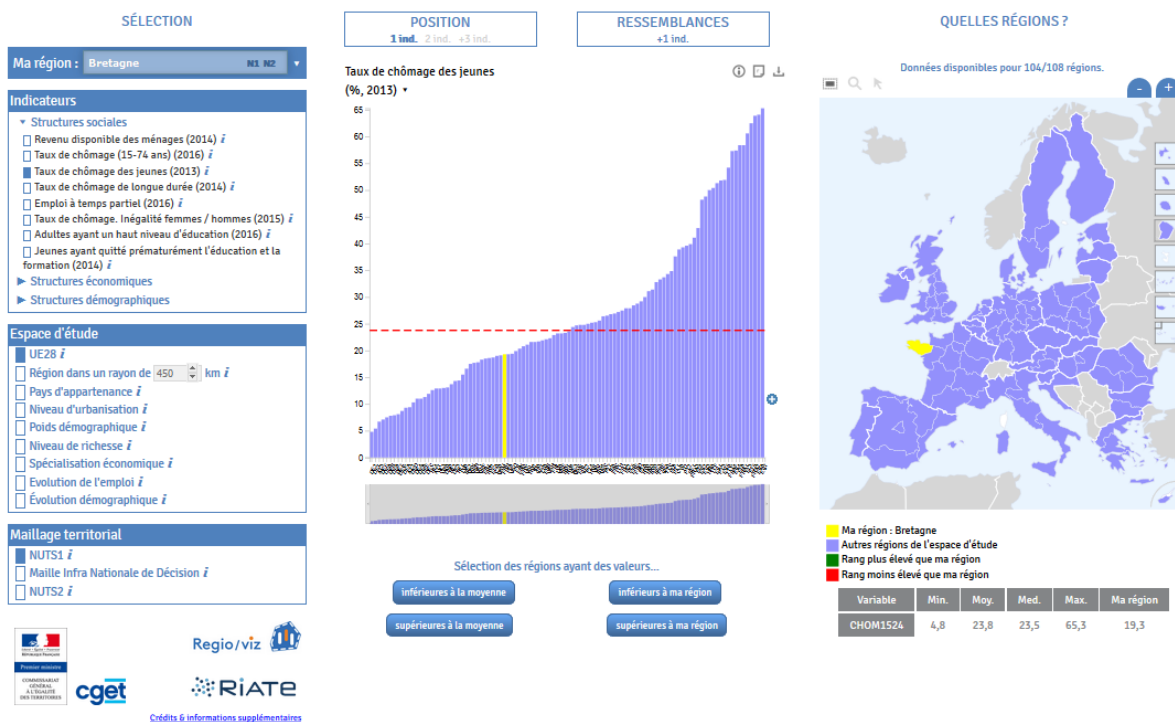 SÉLECTION
Ma région : Bretagne N1 N2
Indicateurs
Structures sociales
Revenu disponible des ménages (2014) i
Taux de chômage (15-74 ans) (2016) i
Taux de chômage des jeunes (2013) i
Taux de chômage de longue durée (2014) i
Emploi à temps partiel (2016) i
Taux de chômage. Inégalité femmes / hommes (2015) i
Adultes ayant un haut niveau d'éducation (2016) i
Jeunes ayant quitté prématurément l'éducation et la
formation (2014) i
Structures économiques
Structures démographiques
Espace d'étude
UE28 i
Région dans un rayon de 450 km i
Pays d'appartenance i
Niveau d'urbanisation i
Poids démographique i
Niveau de richesse i
Spécialisation économique i
Evolution de l'emploi i
Évolution démographique i
Maillage territorial
NUTS1 i
Maille Infra Nationale de Décision i
NUTS2 i
Premier ministre
COMMISSARIAT
GÉNÉRAL
À L'ÉGALITÉ
DES TERRITOIRES
cget
Regio/viz
RIATE
Crédits & informations supplémentaires
POSITION
1 ind. 2 ind. +3 ind.
RESSEMBLANCES
+1 ind.
Taux de chômage des jeunes
(%, 2013)
65
60
55
50
45
40
35
30
25
20
15
10
5
0
Sélection des régions ayant des valeurs...
inférieures à la moyenne
inférieurs à ma région
supérieures à la moyenne
supérieures à ma région
QUELLES RÉGIONS ?
Données disponibles pour 104/108 régions.
- +
Ma région : Bretagne
Autres régions de l'espace d'étude
Rang plus élevé que ma région
Rang moins élevé que ma région
Variable Min. Moy. Med. Max. Ma région
CHOM1524 4,8 23,8 23,5 65,3 19,3